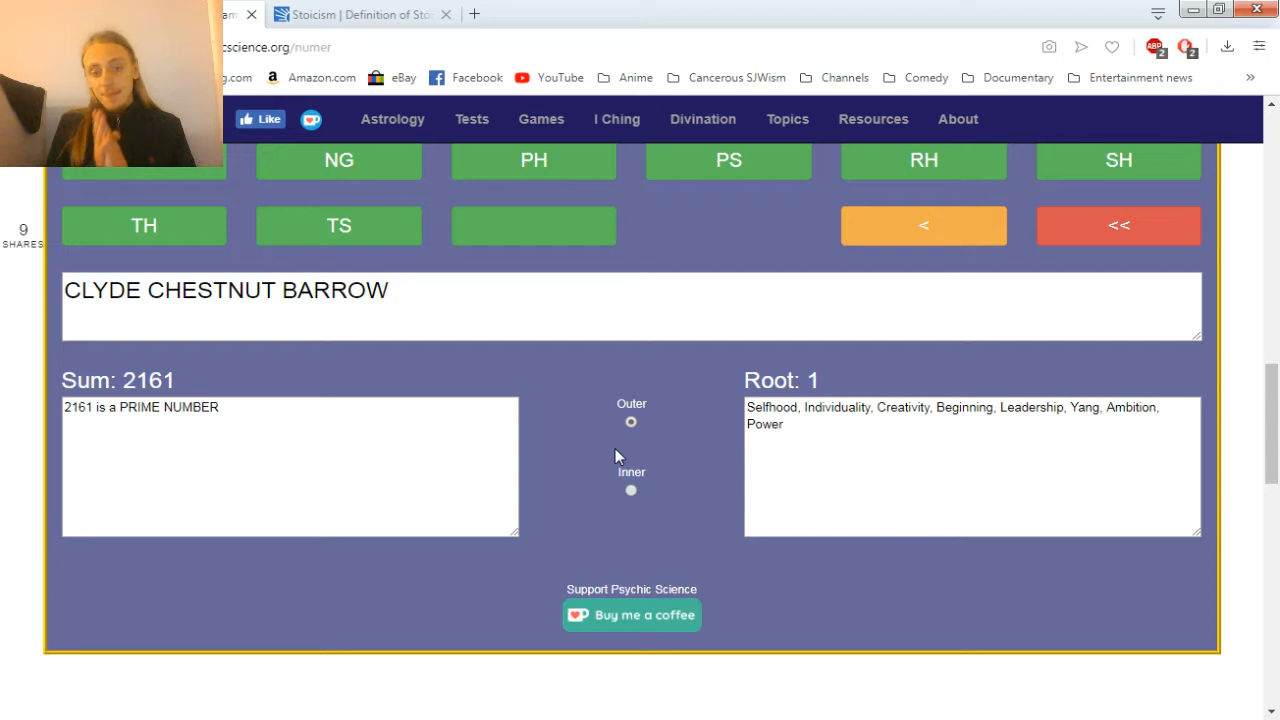 am
Stoicism | Definition of Sto
cscience.org/numer
2
2
g.com
Amazon.com
eBay
Facebook
YouTube
Anime
Cancerous SJWism
Channels
Comedy
Documentary
Entertainment news
»
Like
Astrology
Tests
Games
I Ching
Divination
Topics
Resources
About
NG
PH
PS
RH
SH
9
SHARES
TH
TS
<
<<
CLYDE CHESTNUT BARROW
Sum: 2161
2161 is a PRIME NUMBER
Outer
Inner
Root: 1
Selfhood, Individuality, Creativity, Beginning, Leadership, Yang, Ambition,
Power
Support Psychic Science
Buy me a coffee